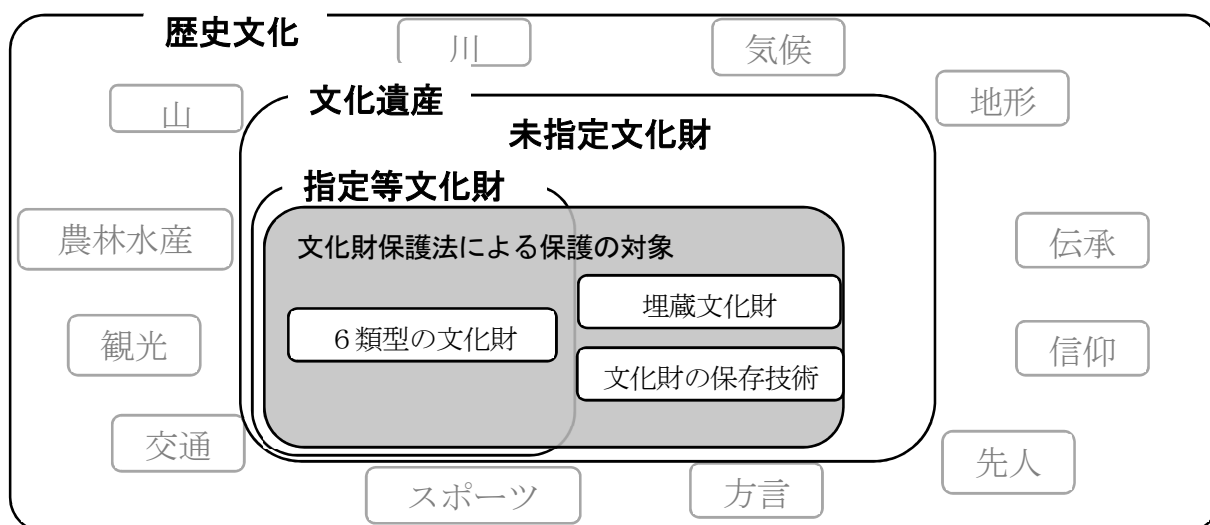 歴史文化
川
気候
山
文化遺産
地形
未指定文化財
指定等文化財
農林水産
文化財保護法による保護の対象
伝承
埋蔵文化財
6類型の文化財
観光
信仰
文化財の保存技術
交通
先人
スポーツ
方言